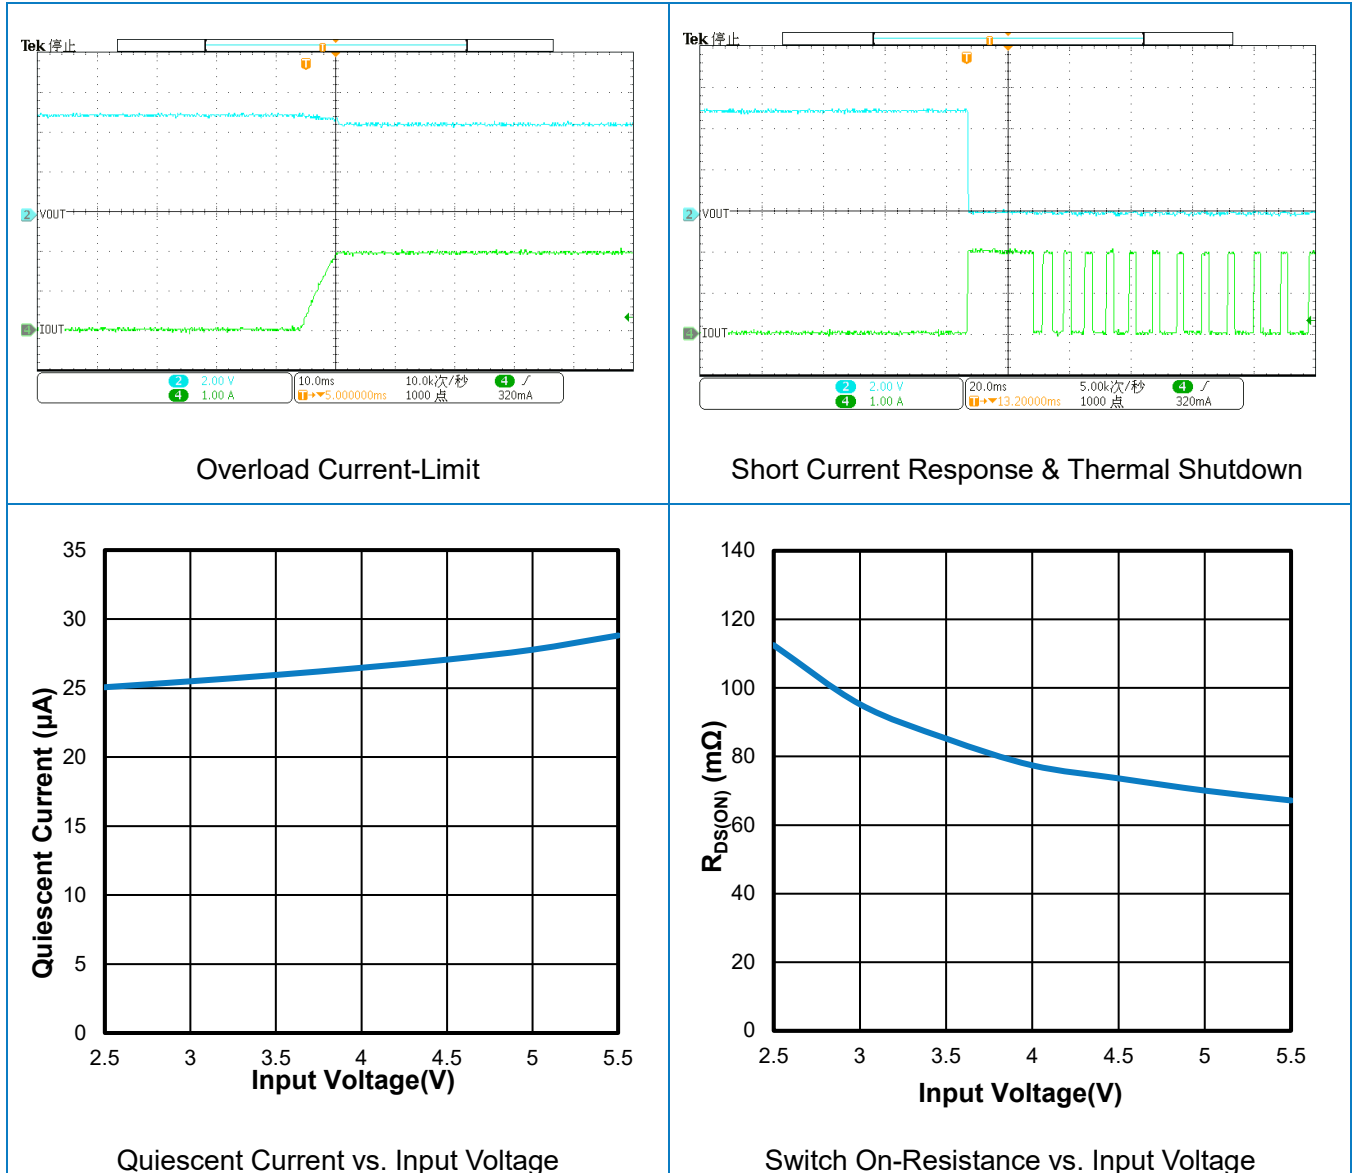 Tek 停止
T
T
2 VOUT
4 IOUT
2 2.00 V
4 1.00 A
10.0ms 10.0k次/秒 4
T→▼5.000000ms 1000 点 320mA
Overload Current-Limit
Tek 停止
T
T
2 VOUT
4 IOUT
2 2.00 V
4 1.00 A
20.0ms 5.00k次/秒 4
T→▼13.20000ms 1000 点 320mA
Short Current Response & Thermal Shutdown
35
30
25
20
15
10
5
0
Quiescent Current (µA)
2.5 3 3.5 4 4.5 5 5.5
Input Voltage(V)
Quiescent Current vs. Input Voltage
140
120
100
80
60
40
20
0
RDS(ON) (mΩ)
2.5 3 3.5 4 4.5 5 5.5
Input Voltage(V)
Switch On-Resistance vs. Input Voltage